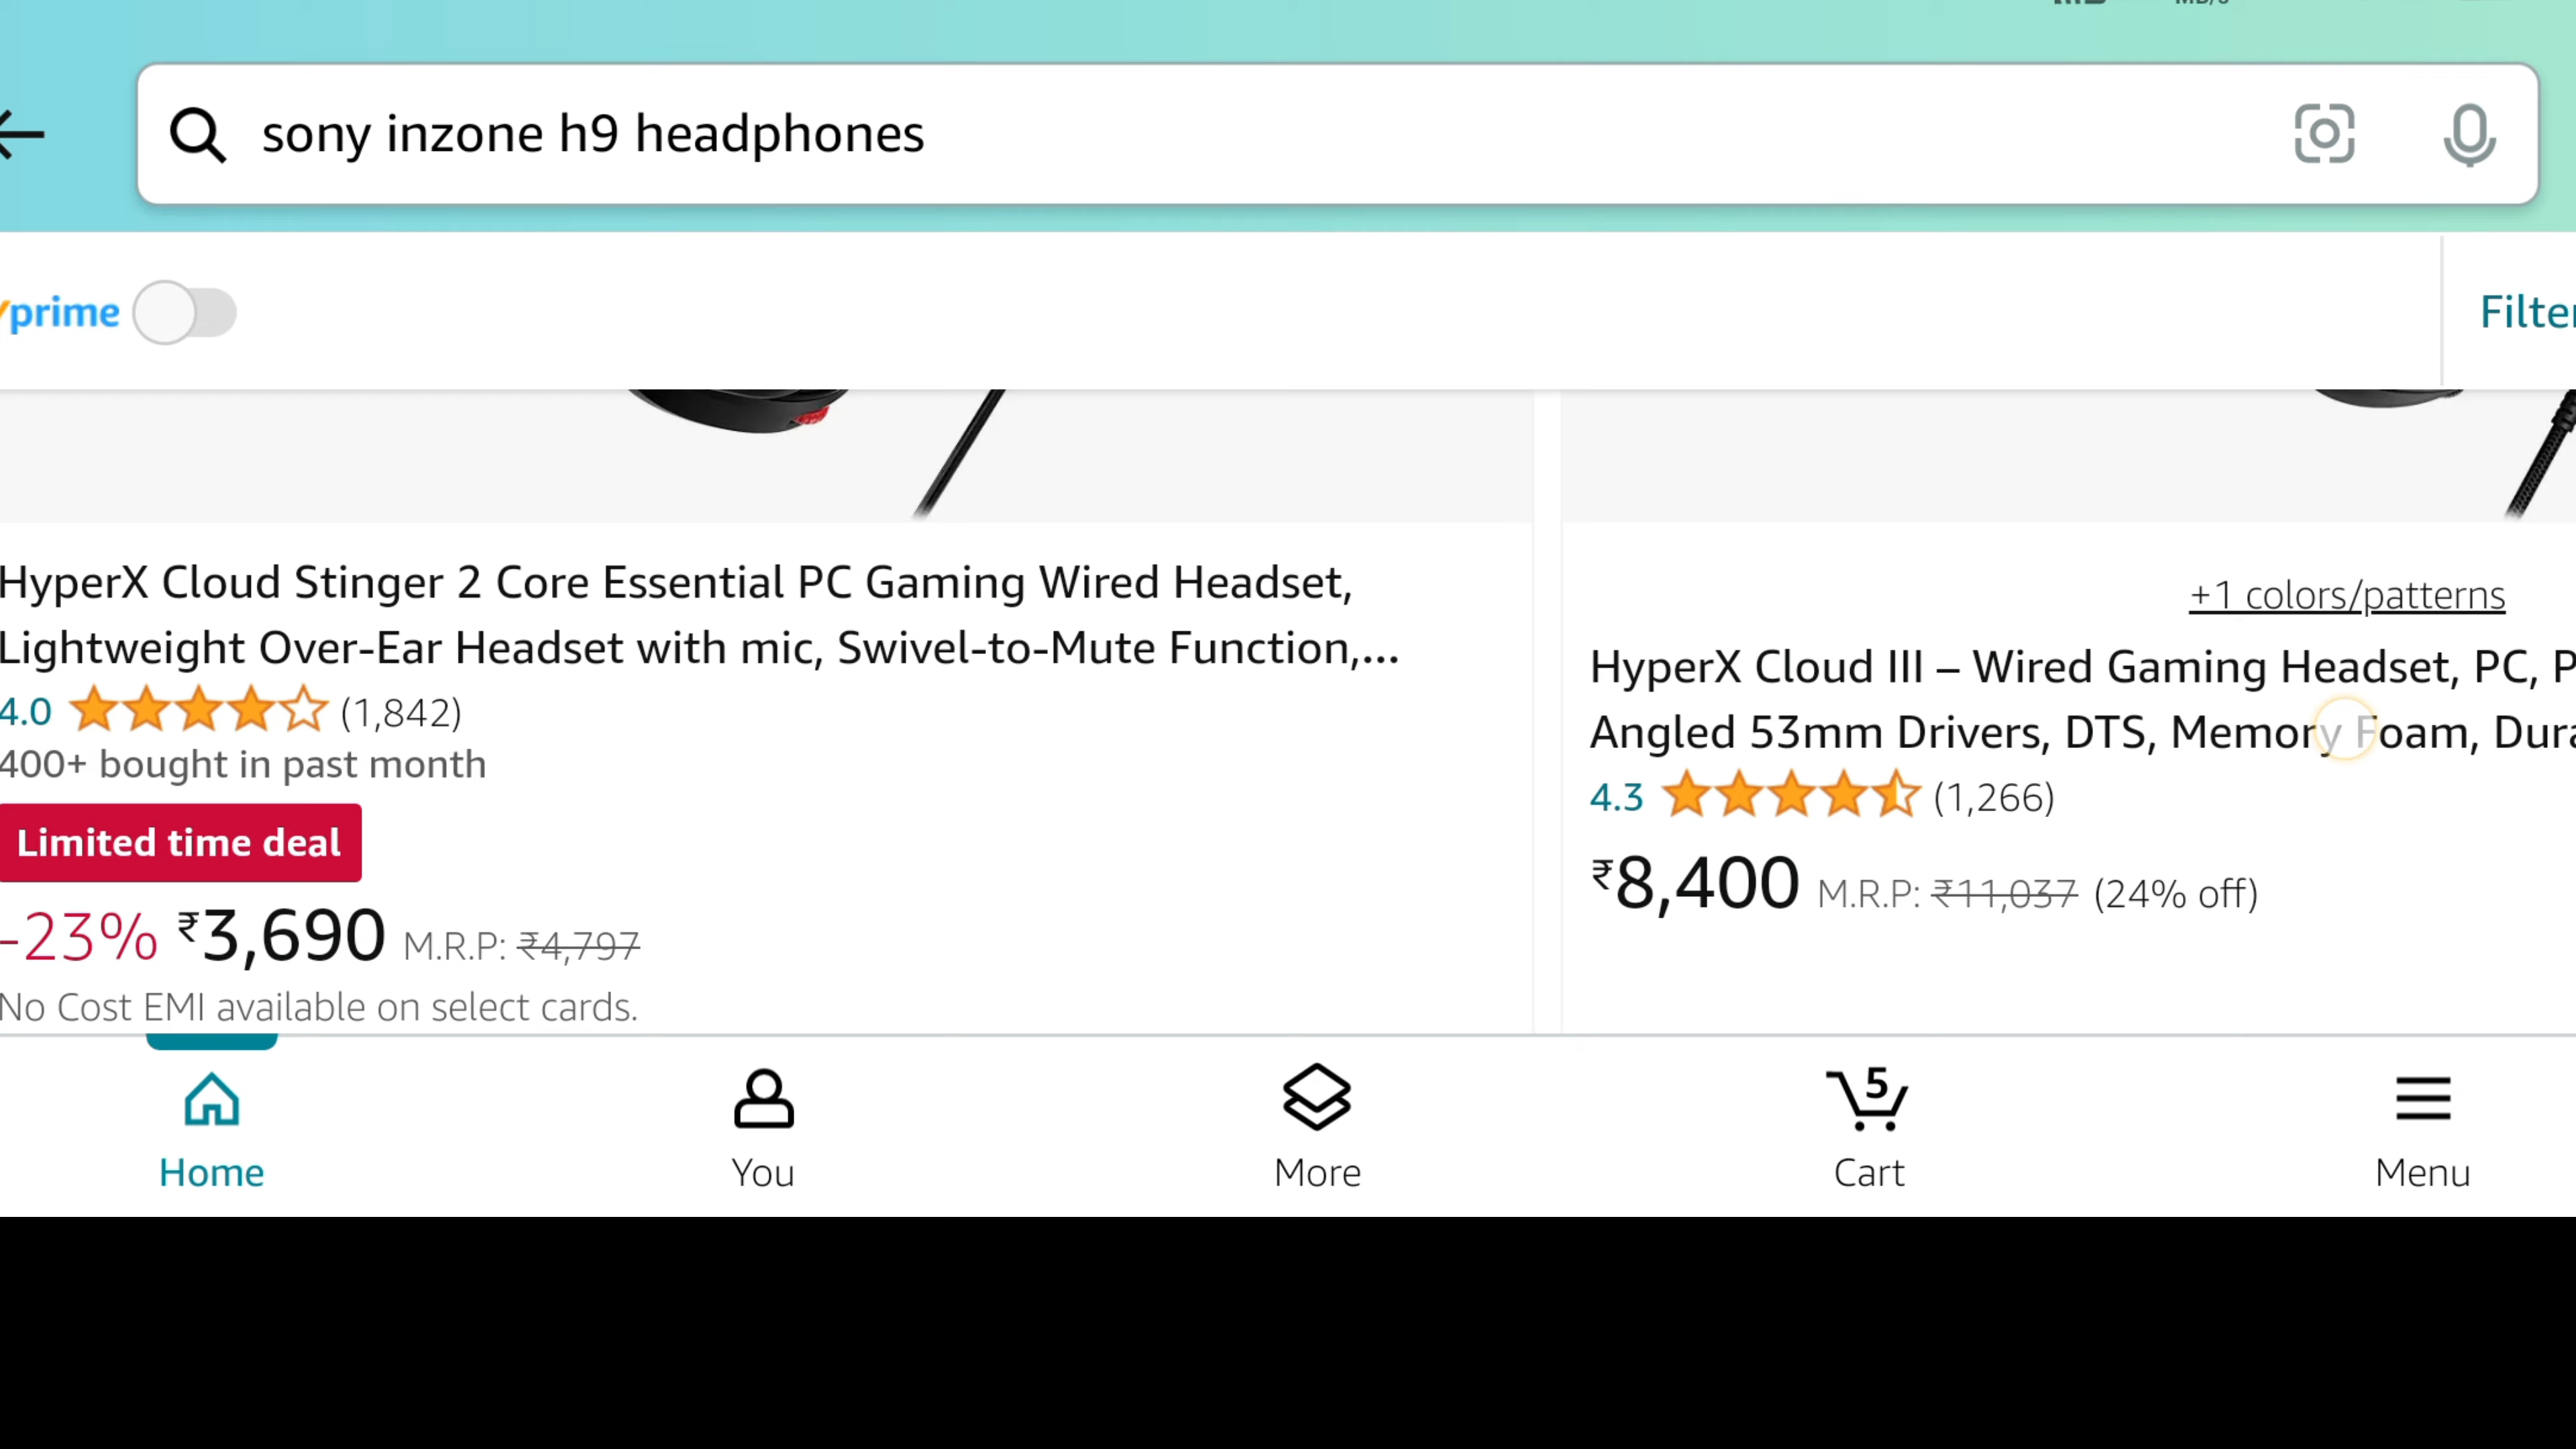 sony inzone h9 headphones
prime
Filter
HyperX Cloud Stinger 2 Core Essential PC Gaming Wired Headset,
Lightweight Over-Ear Headset with mic, Swivel-to-Mute Function,...
4.0 (1,842)
400+ bought in past month
Limited time deal
-23% ₹3,690 M.R.P: ₹4,797
No Cost EMI available on select cards.
+1 colors/patterns
HyperX Cloud III – Wired Gaming Headset, PC, P
Angled 53mm Drivers, DTS, Memory Foam, Dura
4.3 (1,266)
₹8,400 M.R.P: ₹11,037 (24% off)
5
Home
You
More
Cart
Menu